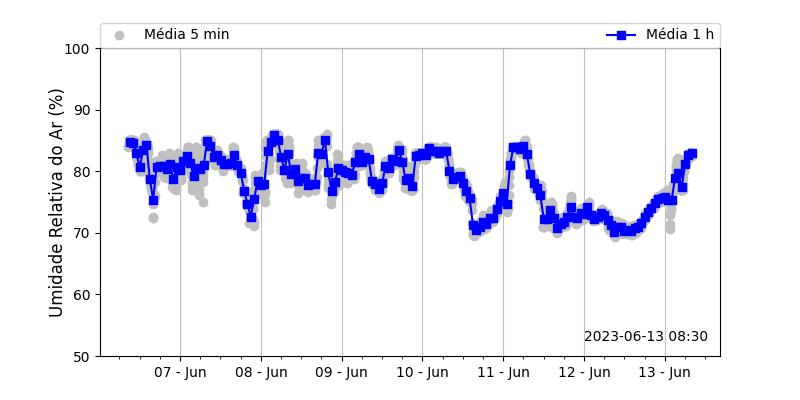 Média 5 min
Média 1 h
Umidade Relativa do Ar (%)
100
90
80
70
60
50
2023-06-13 08:30
07 - Jun
08 - Jun
09 - Jun
10 - Jun
11 - Jun
12 - Jun
13 - Jun